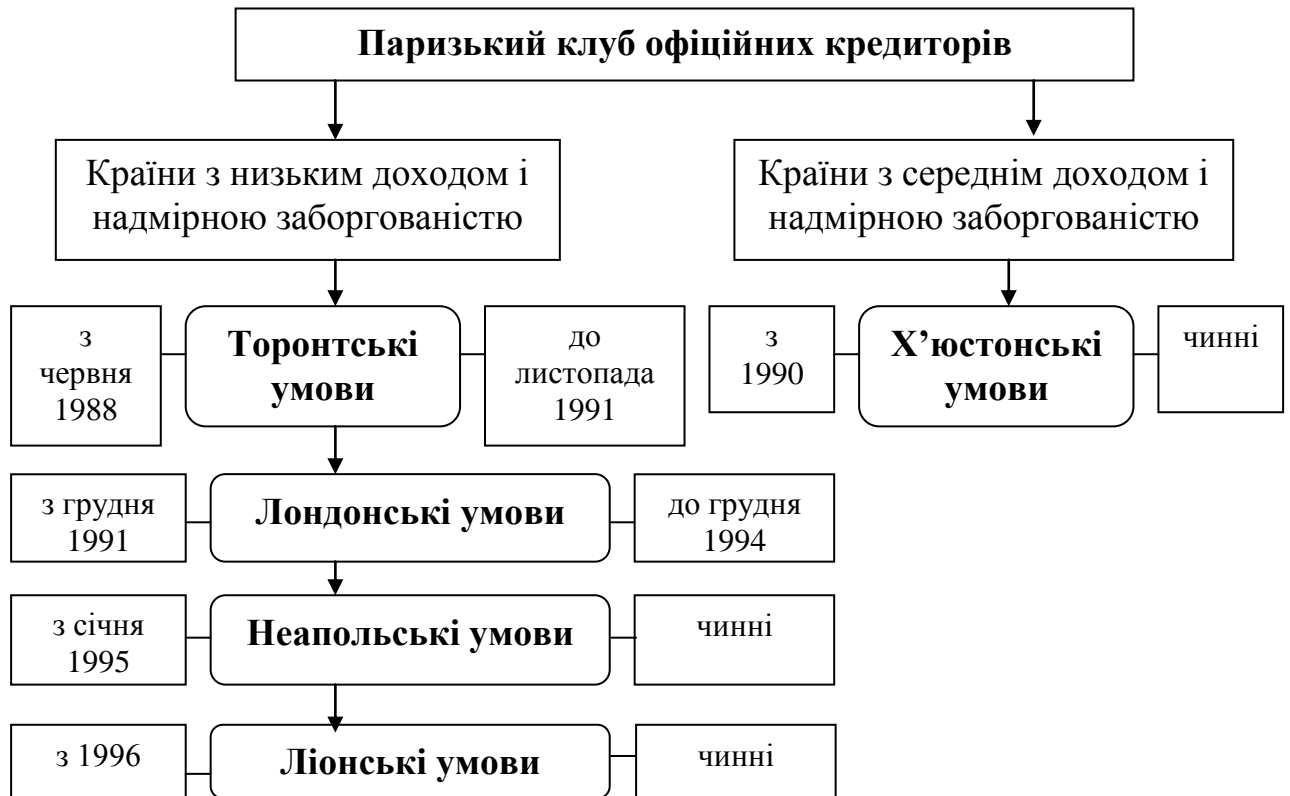 Паризький клуб офіційних кредиторів
Країни з низьким доходом і
надмірною заборгованістю
Країни з середнім доходом і
надмірною заборгованістю
з
червня
1988
Торонтські
умови
до
листопада
1991
з
1990
Х’юстонські
умови
чинні
з грудня
1991
Лондонські умови
до грудня
1994
з січня
1995
Неапольські умови
чинні
з 1996
Ліонські умови
чинні